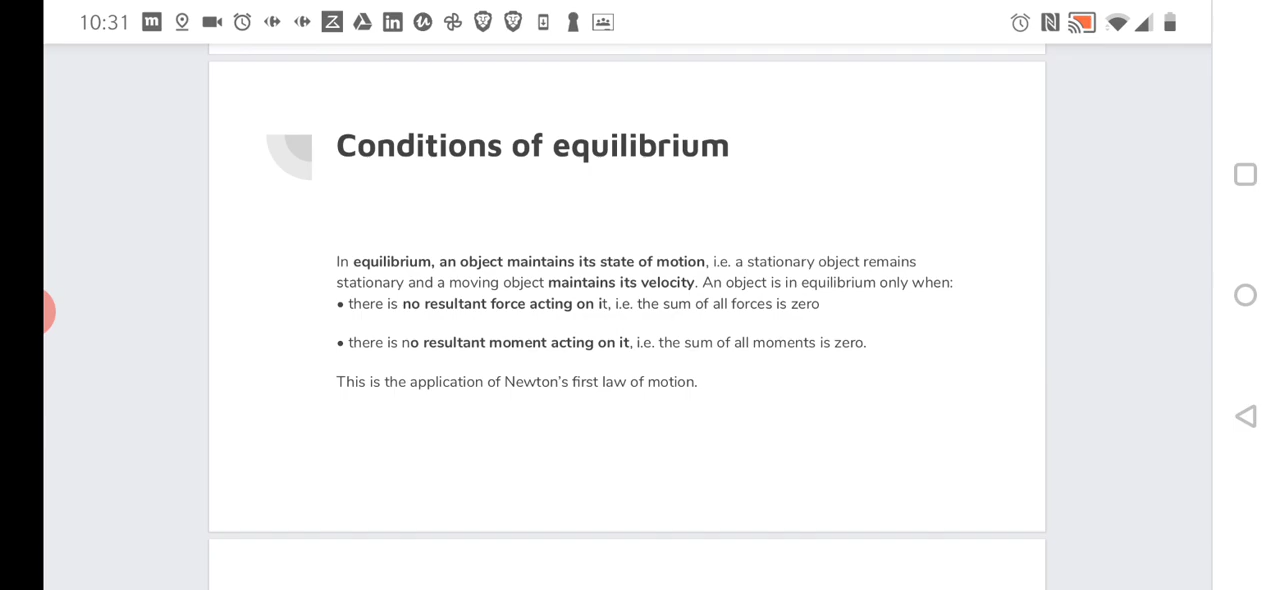 10:31
Conditions of equilibrium
In equilibrium, an object maintains its state of motion, i.e. a stationary object remains
stationary and a moving object maintains its velocity. An object is in equilibrium only when:
• there is no resultant force acting on it, i.e. the sum of all forces is zero
• there is no resultant moment acting on it, i.e. the sum of all moments is zero.
This is the application of Newton’s first law of motion.